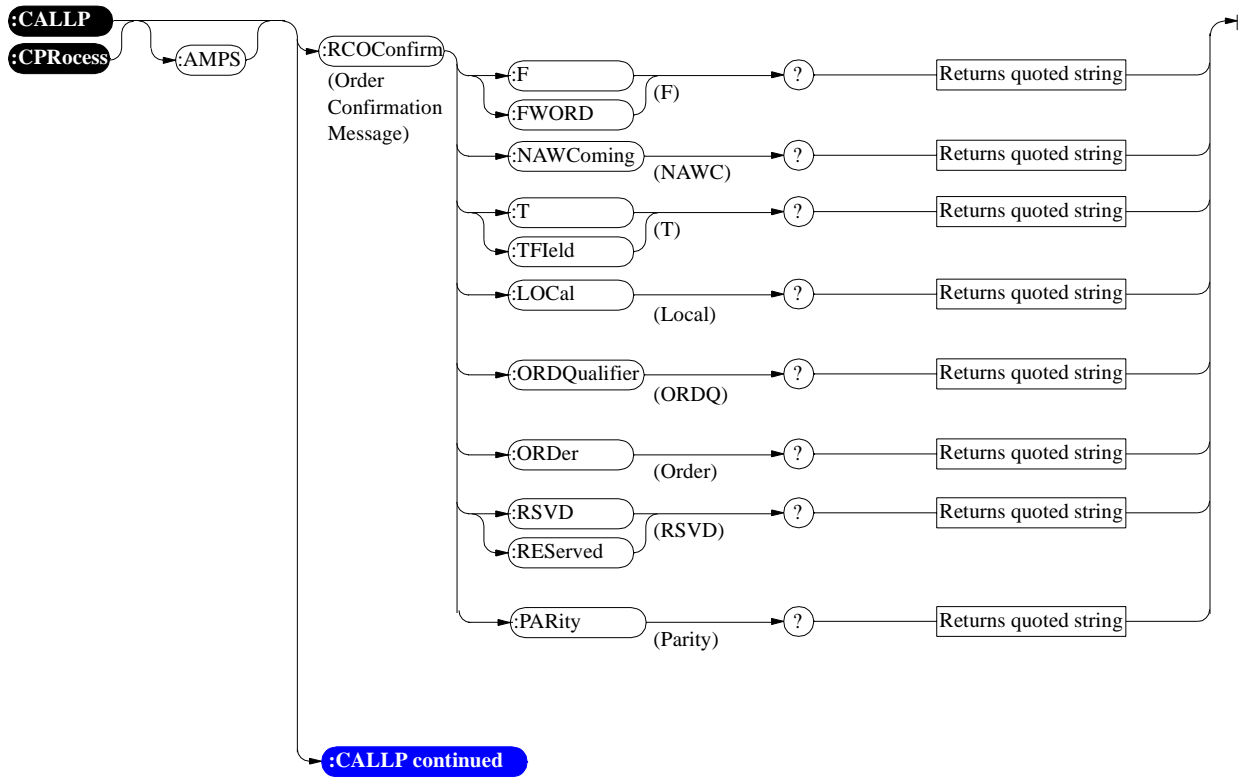 :CALLP
:CPRocess
:AMPS
:RCOConfirm
(Order
Confirmation
Message)
:F
(F)
?
Returns quoted string
:FWORD
:NAWComing
(NAWC)
?
Returns quoted string
:T
(T)
?
Returns quoted string
:TFIeld
:LOCal
(Local)
?
Returns quoted string
:ORDQualifier
(ORDQ)
?
Returns quoted string
:ORDer
(Order)
?
Returns quoted string
:RSVD
(RSVD)
?
Returns quoted string
:REServed
:PARity
(Parity)
?
Returns quoted string
:CALLP continued